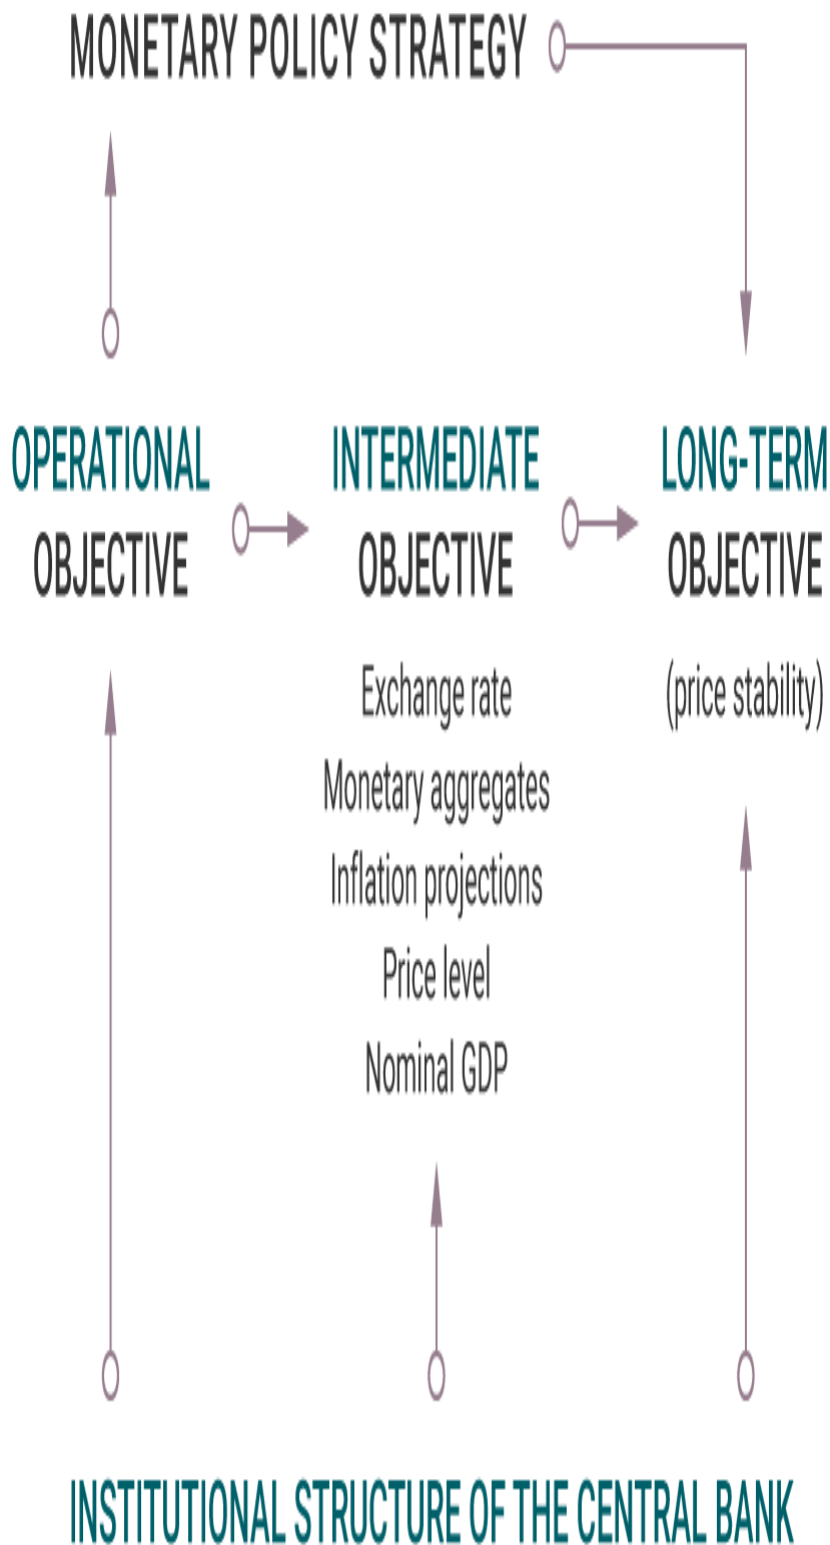 MONETARY POLICY STRATEGY
OPERATIONAL
OBJECTIVE
INTERMEDIATE
OBJECTIVE
Exchange rate
Monetary aggregates
Inflation projections
Price level
Nominal GDP
LONG-TERM
OBJECTIVE
(price stability)
INSTITUTIONAL STRUCTURE OF THE CENTRAL BANK